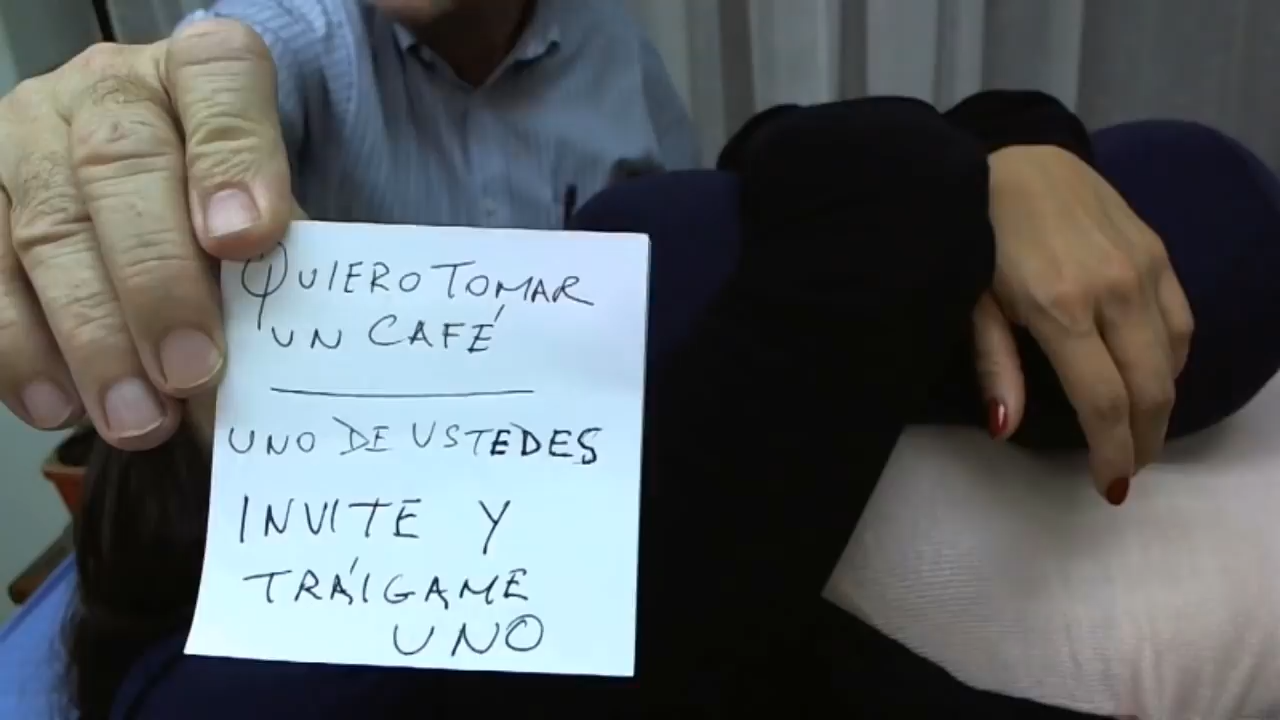 QUIERO TOMAR
UN CAFÉ
UNO DE USTEDES
INVITE Y
TRÁIGAME
UNO